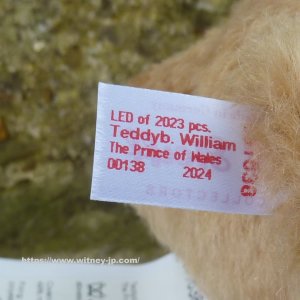 LED of 2023 pcs.
Teddyb. William
The Prince of Wales
00138 2024
https://www.witney-jp.com/